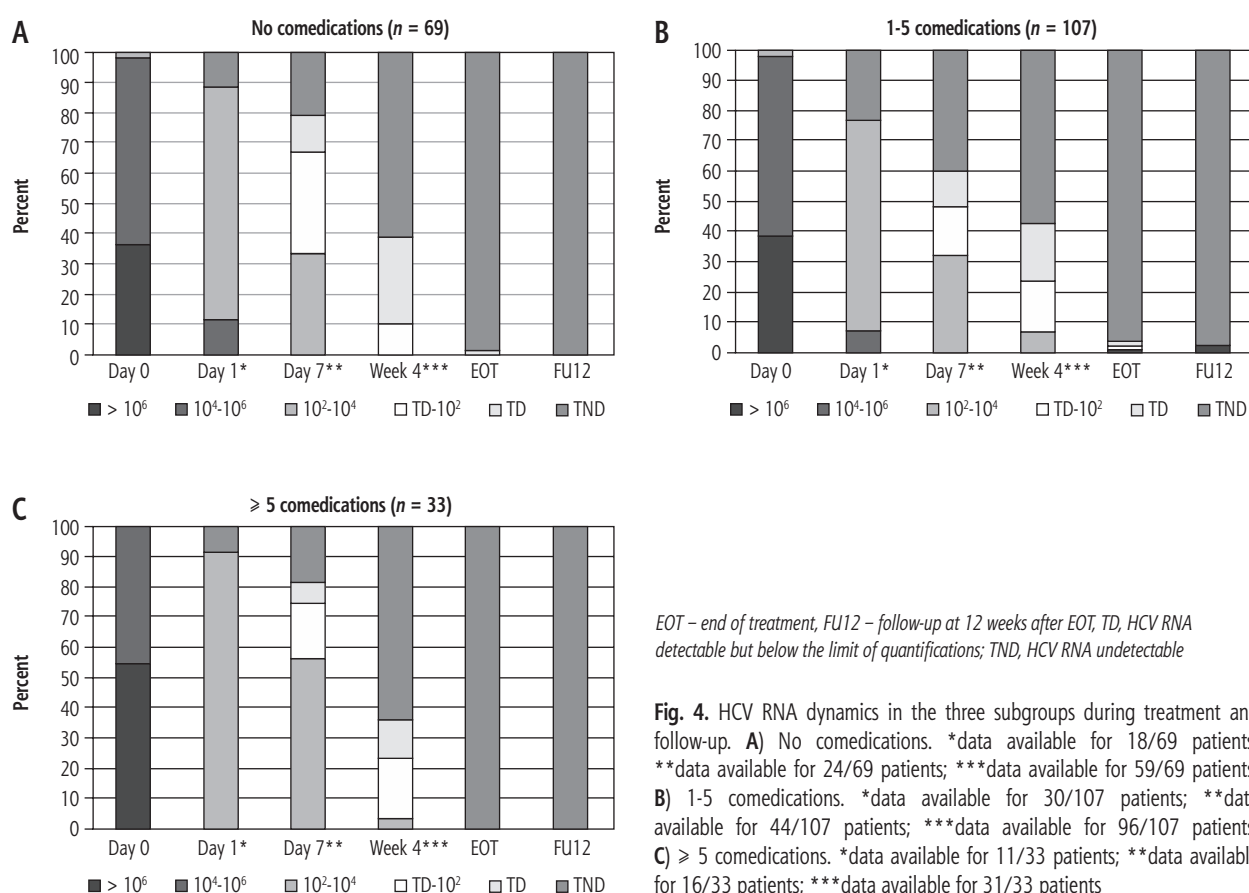 A
No comedications (n = 69)
Percent
100
90
80
70
60
50
40
30
20
10
0
Day 0 Day 1* Day 7** Week 4*** EOT FU12
> 10⁶ 10⁴-10⁶ 10²-10⁴ TD-10² TD TND
B
1-5 comedications (n = 107)
Percent
100
90
80
70
60
50
40
30
20
10
0
Day 0 Day 1* Day 7** Week 4*** EOT FU12
> 10⁶ 10⁴-10⁶ 10²-10⁴ TD-10² TD TND
C
⩾ 5 comedications (n = 33)
Percent
100
90
80
70
60
50
40
30
20
10
0
Day 0 Day 1* Day 7** Week 4*** EOT FU12
> 10⁶ 10⁴-10⁶ 10²-10⁴ TD-10² TD TND
EOT – end of treatment, FU12 – follow-up at 12 weeks after EOT, TD, HCV RNA
detectable but below the limit of quantifications; TND, HCV RNA undetectable
Fig. 4. HCV RNA dynamics in the three subgroups during treatment an
follow-up. A) No comedications. *data available for 18/69 patients
**data available for 24/69 patients; ***data available for 59/69 patients
B) 1-5 comedications. *data available for 30/107 patients; **dat
available for 44/107 patients; ***data available for 96/107 patients
C) ⩾ 5 comedications. *data available for 11/33 patients; **data availabl
for 16/33 patients; ***data available for 31/33 patients